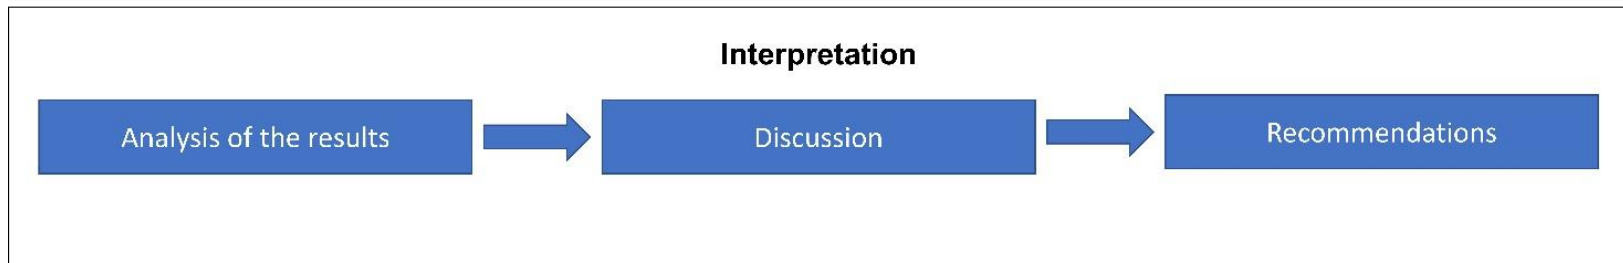 Interpretation
Analysis of the results
Discussion
Recommendations